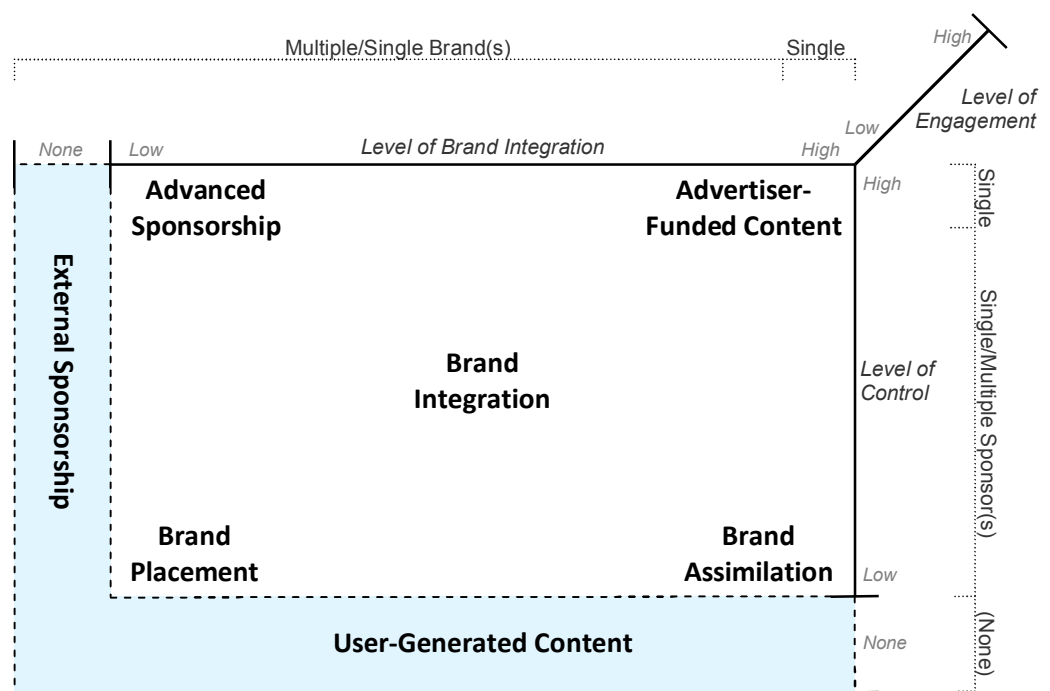 High
Multiple/Single Brand(s)
Single
Level of
Engagement
Low
None
Low
Level of Brand Integration
High
High
Single
Advanced
Sponsorship
Advertiser-
Funded Content
External Sponsorship
Single/Multiple Sponsor(s)
Brand
Integration
Level of
Control
Brand
Placement
Brand
Assimilation
Low
User-Generated Content
None
(None)